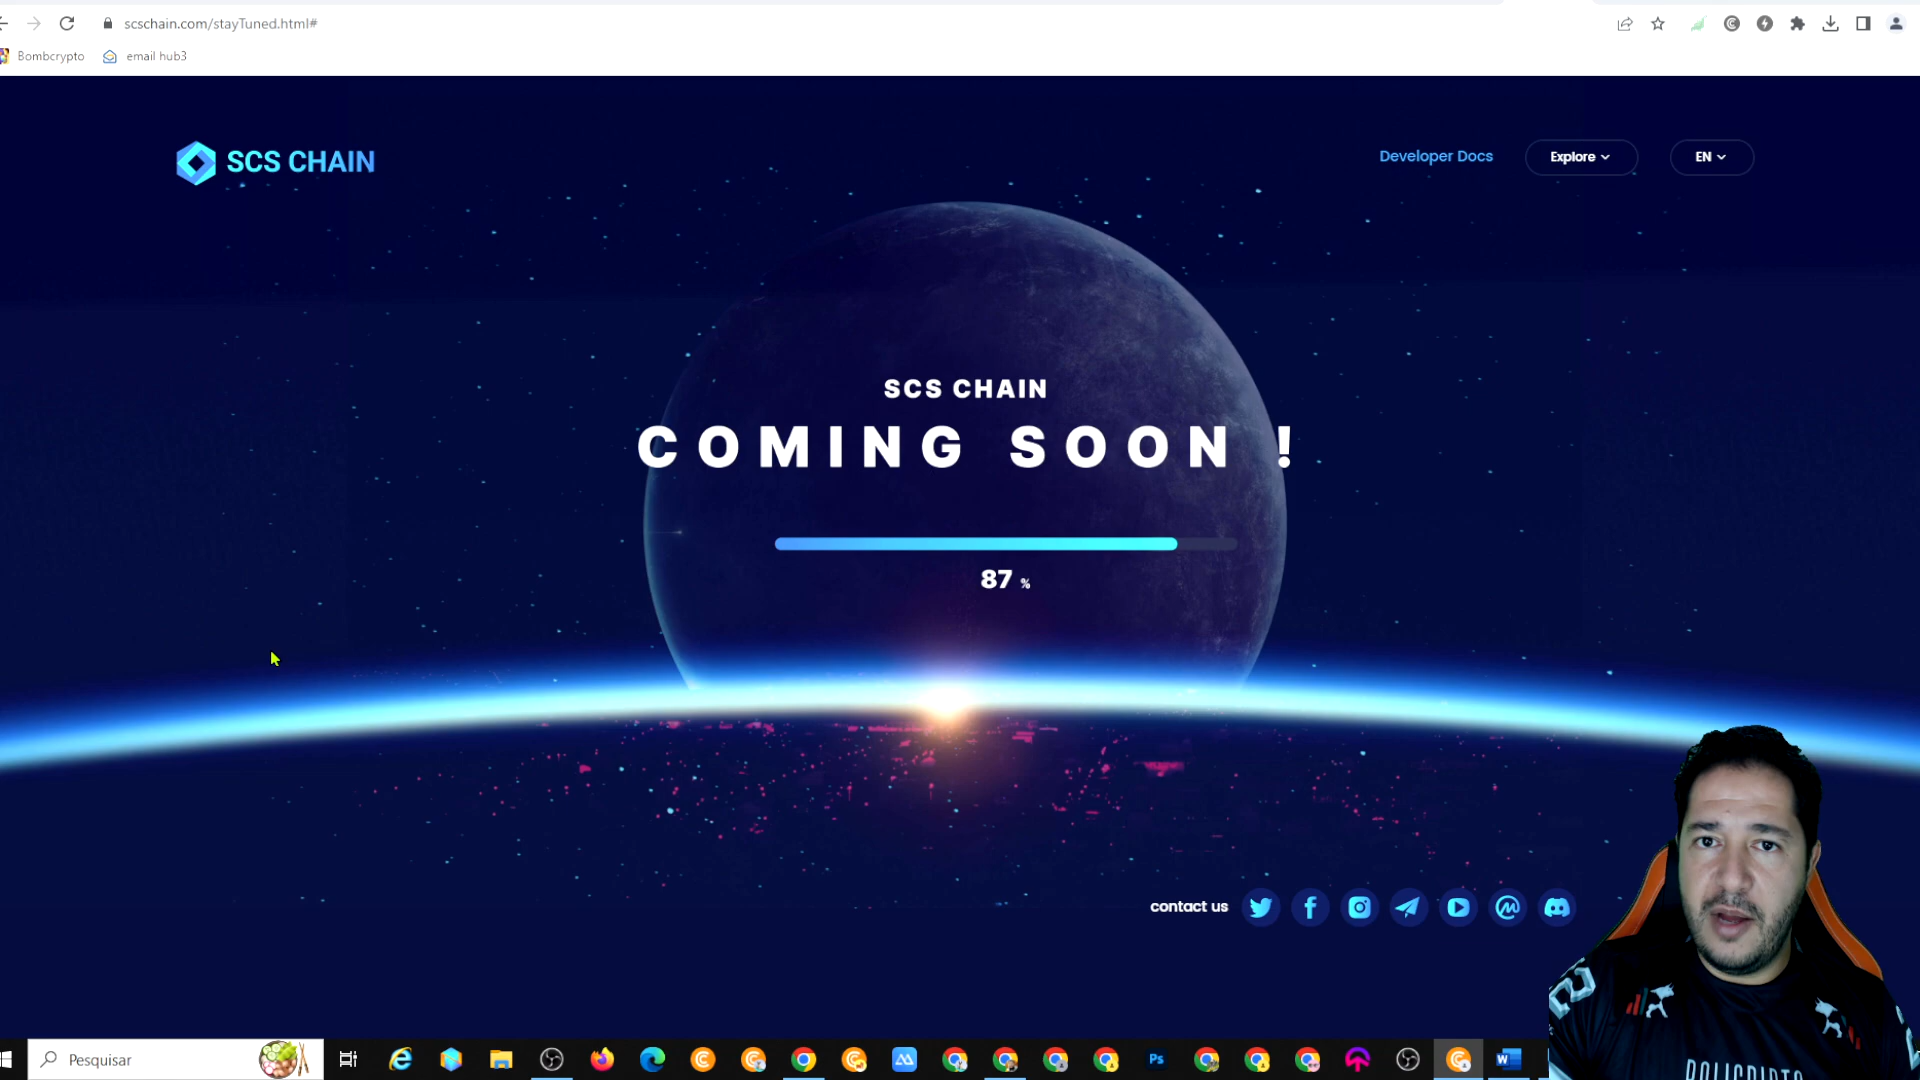 scschain.com/stayTuned.html#
Bombcrypto
email hub3
SCS CHAIN
Developer Docs
Explore
EN
SCS CHAIN
COMING SOON !
87 %
contact us
Pesquisar
Ps